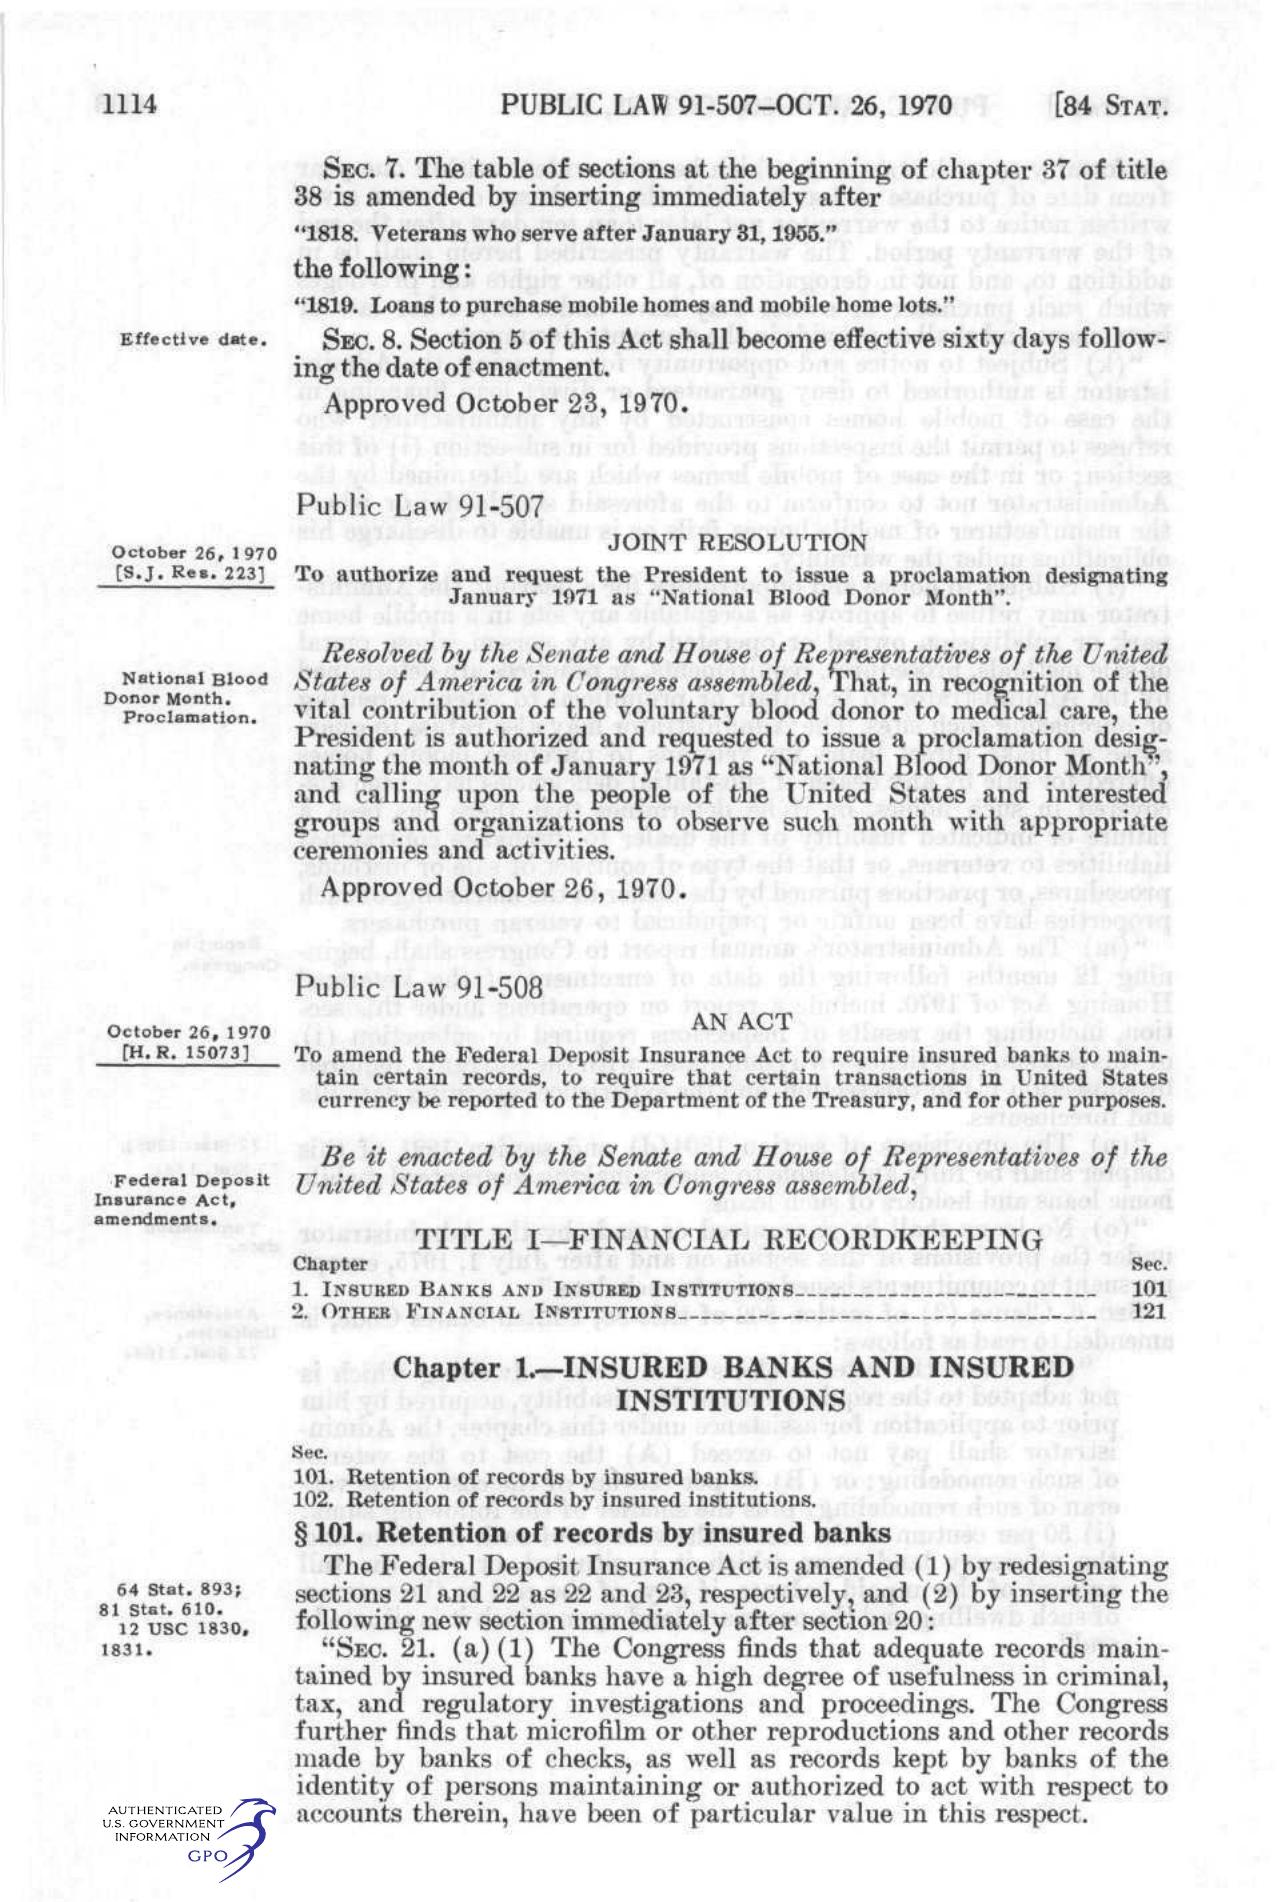 1114
PUBLIC LAW 91-507–OCT. 26, 1970
[84 STAT.
SEC. 7. The table of sections at the beginning of chapter 37 of title
38 is amended by inserting immediately after
“1818. Veterans who serve after January 31, 1955.”
the following:
“1819. Loans to purchase mobile homes and mobile home lots.”
Effective date.
SEC. 8. Section 5 of this Act shall become effective sixty days follow-
ing the date of enactment.
Approved October 23, 1970.
Public Law 91-507
October 26, 1970
[S.J. Res. 223]
JOINT RESOLUTION
To authorize and request the President to issue a proclamation designating
January 1971 as “National Blood Donor Month”.
National Blood
Donor Month.
Proclamation.
Resolved by the Senate and House of Representatives of the United
States of America in Congress assembled, That, in recognition of the
vital contribution of the voluntary blood donor to medical care, the
President is authorized and requested to issue a proclamation desig-
nating the month of January 1971 as “National Blood Donor Month”,
and calling upon the people of the United States and interested
groups and organizations to observe such month with appropriate
ceremonies and activities.
Approved October 26, 1970.
Public Law 91-508
October 26, 1970
[H.R. 15073]
AN ACT
To amend the Federal Deposit Insurance Act to require insured banks to main-
tain certain records, to require that certain transactions in United States
currency be reported to the Department of the Treasury, and for other purposes.
Federal Deposit
Insurance Act,
amendments.
Be it enacted by the Senate and House of Representatives of the
United States of America in Congress assembled,
TITLE I—FINANCIAL RECORDKEEPING
Chapter Sec.
1. INSURED BANKS AND INSURED INSTITUTIONS 101
2. OTHER FINANCIAL INSTITUTIONS 121
Chapter 1.—INSURED BANKS AND INSURED
INSTITUTIONS
Sec.
101. Retention of records by insured banks.
102. Retention of records by insured institutions.
§ 101. Retention of records by insured banks
64 Stat. 893;
81 Stat. 610.
12 USC 1830,
1831.
The Federal Deposit Insurance Act is amended (1) by redesignating
sections 21 and 22 as 22 and 23, respectively, and (2) by inserting the
following new section immediately after section 20:
“SEC. 21. (a)(1) The Congress finds that adequate records main-
tained by insured banks have a high degree of usefulness in criminal,
tax, and regulatory investigations and proceedings. The Congress
further finds that microfilm or other reproductions and other records
made by banks of checks, as well as records kept by banks of the
identity of persons maintaining or authorized to act with respect to
accounts therein, have been of particular value in this respect.
AUTHENTICATED
U.S. GOVERNMENT
INFORMATION
GPO